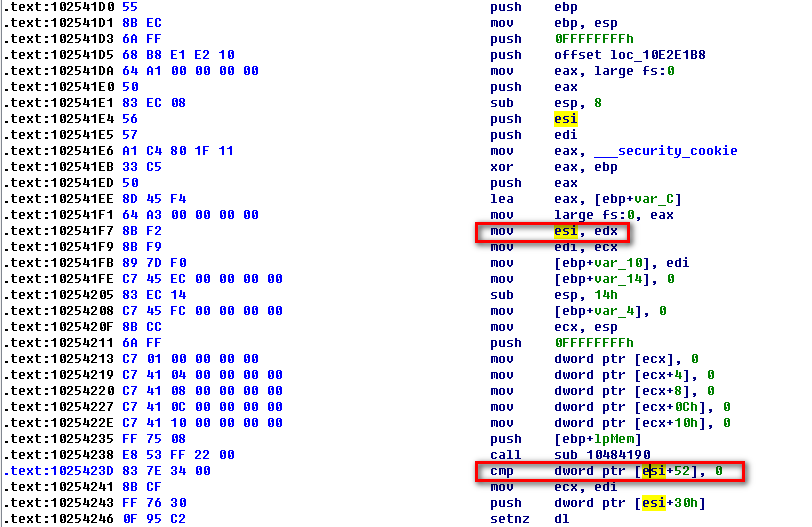 .text:102541D0 55 push ebp
.text:102541D1 8B EC mov ebp, esp
.text:102541D3 6A FF push 0FFFFFFFFh
.text:102541D5 68 B8 E1 E2 10 push offset loc_10E2E1B8
.text:102541DA 64 A1 00 00 00 00 mov eax, large fs:0
.text:102541E0 50 push eax
.text:102541E1 83 EC 08 sub esp, 8
.text:102541E4 56 push esi
.text:102541E5 57 push edi
.text:102541E6 A1 C4 80 1F 11 mov eax, ___security_cookie
.text:102541EB 33 C5 xor eax, ebp
.text:102541ED 50 push eax
.text:102541EE 8D 45 F4 lea eax, [ebp+var_C]
.text:102541F1 64 A3 00 00 00 00 mov large fs:0, eax
.text:102541F7 8B F2 mov esi, edx
.text:102541F9 8B F9 mov edi, ecx
.text:102541FB 89 7D F0 mov [ebp+var_10], edi
.text:102541FE C7 45 EC 00 00 00 00 mov [ebp+var_14], 0
.text:10254205 83 EC 14 sub esp, 14h
.text:10254208 C7 45 FC 00 00 00 00 mov [ebp+var_4], 0
.text:1025420F 8B CC mov ecx, esp
.text:10254211 6A FF push 0FFFFFFFFh
.text:10254213 C7 01 00 00 00 00 mov dword ptr [ecx], 0
.text:10254219 C7 41 04 00 00 00 00 mov dword ptr [ecx+4], 0
.text:10254220 C7 41 08 00 00 00 00 mov dword ptr [ecx+8], 0
.text:10254227 C7 41 0C 00 00 00 00 mov dword ptr [ecx+0Ch], 0
.text:1025422E C7 41 10 00 00 00 00 mov dword ptr [ecx+10h], 0
.text:10254235 FF 75 08 push [ebp+lpMem]
.text:10254238 E8 53 FF 22 00 call sub_10484190
.text:1025423D 83 7E 34 00 cmp dword ptr [esi+52], 0
.text:10254241 8B CF mov ecx, edi
.text:10254243 FF 76 30 push dword ptr [esi+30h]
.text:10254246 0F 95 C2 setnz dl